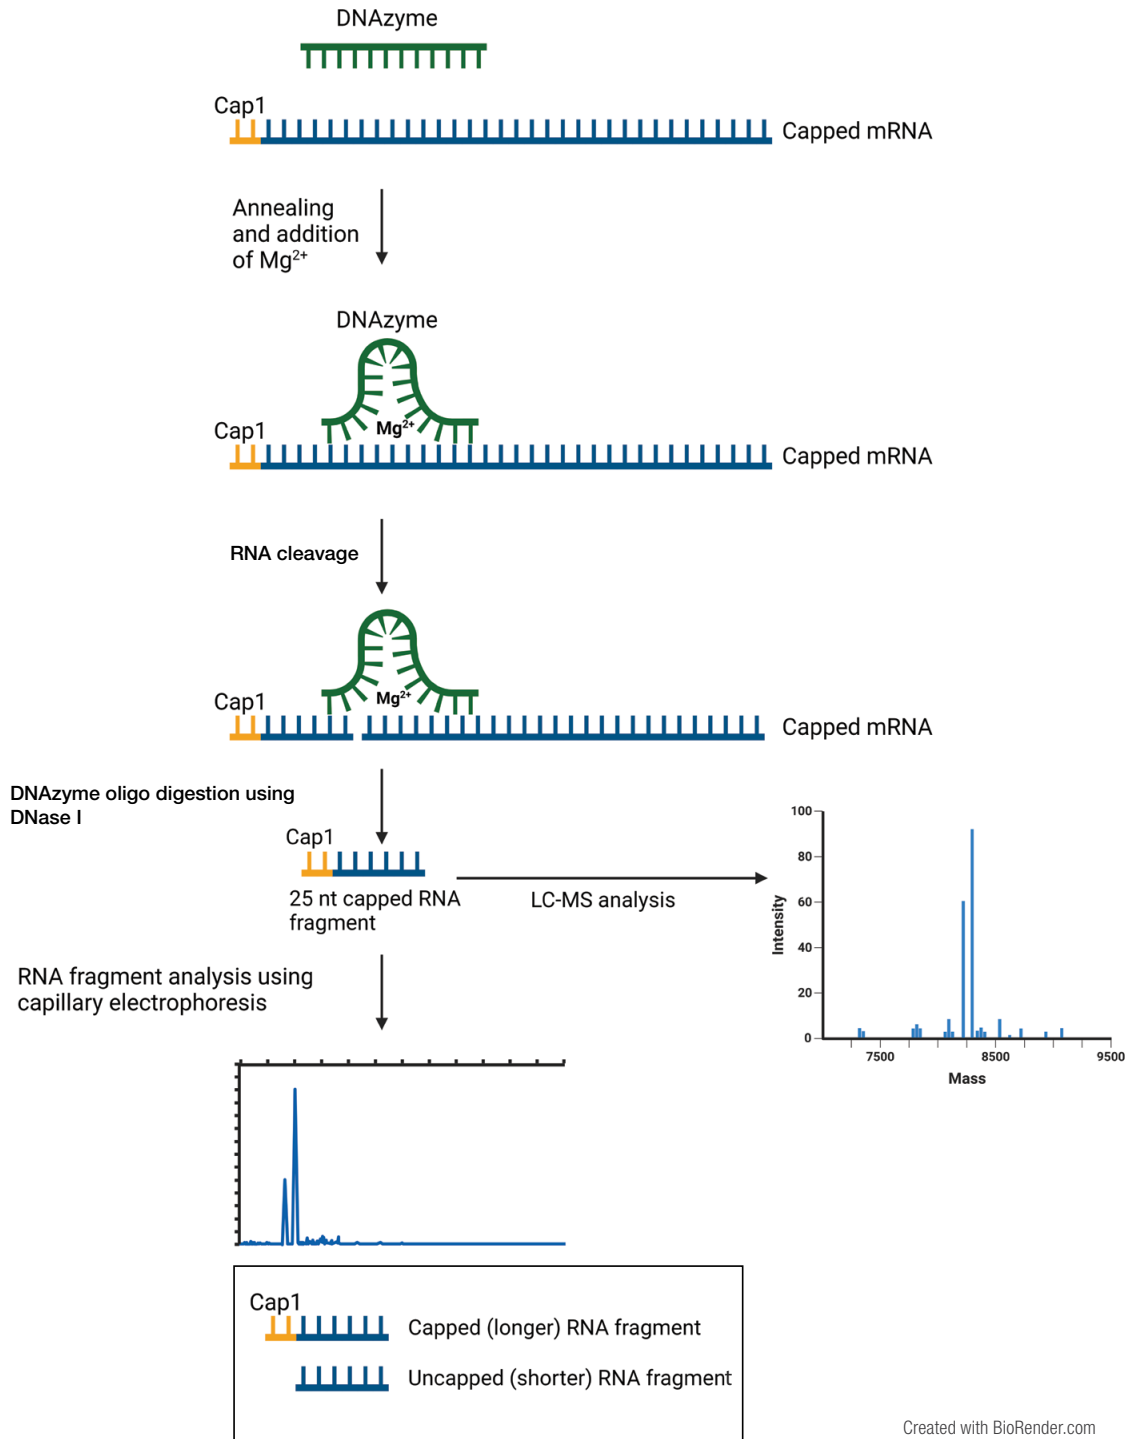 DNAzyme
Cap1
Capped mRNA
Annealing
and addition
of Mg²⁺
DNAzyme
Mg²⁺
Cap1
Capped mRNA
RNA cleavage
Mg²⁺
Cap1
Capped mRNA
DNAzyme oligo digestion using
DNase I
Cap1
25 nt capped RNA
fragment
LC-MS analysis
100
80
60
40
20
0
Intensity
7500
8500
9500
Mass
RNA fragment analysis using
capillary electrophoresis
Cap1
Capped (longer) RNA fragment
Uncapped (shorter) RNA fragment
Created with BioRender.com